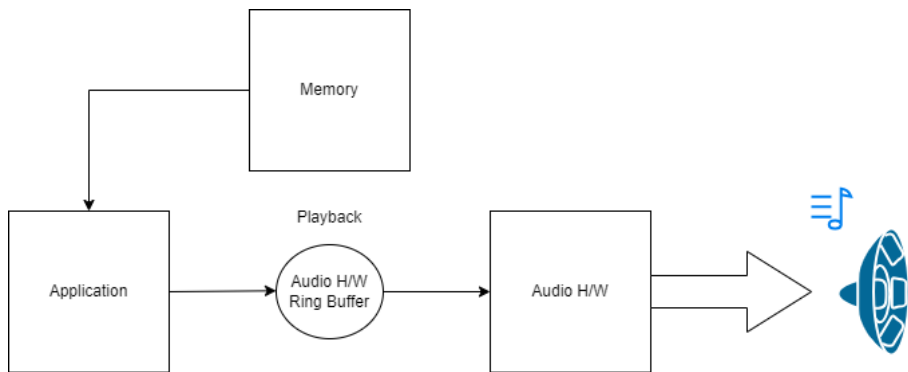 Memory
Playback
Application
Audio H/W
Ring Buffer
Audio H/W